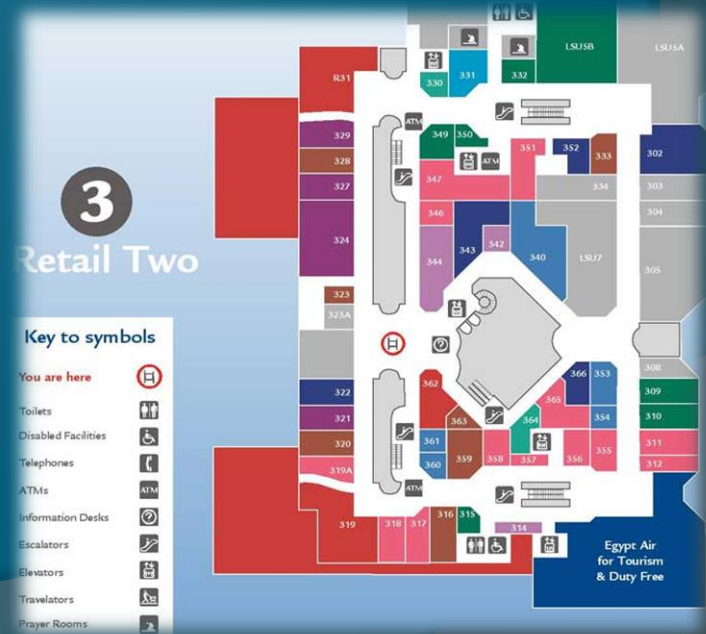 3
Retail Two
Key to symbols
You are here
Toilets
Disabled Facilities
Telephones
ATMs
ATM
Information Desks
?
Escalators
Elevators
Travelators
Prayer Rooms
R31
330
331
332
LSU5B
LSU5A
ATM
329
328
327
324
349
350
ATM
351
352
333
302
347
334
303
346
304
344
343
342
340
LSU7
305
323
323A
?
322
321
320
319A
362
363
361
360
359
358
357
364
365
366
353
354
356
355
308
309
310
311
312
ATM
319
318
317
316
315
314
Egypt Air
for Tourism
& Duty Free